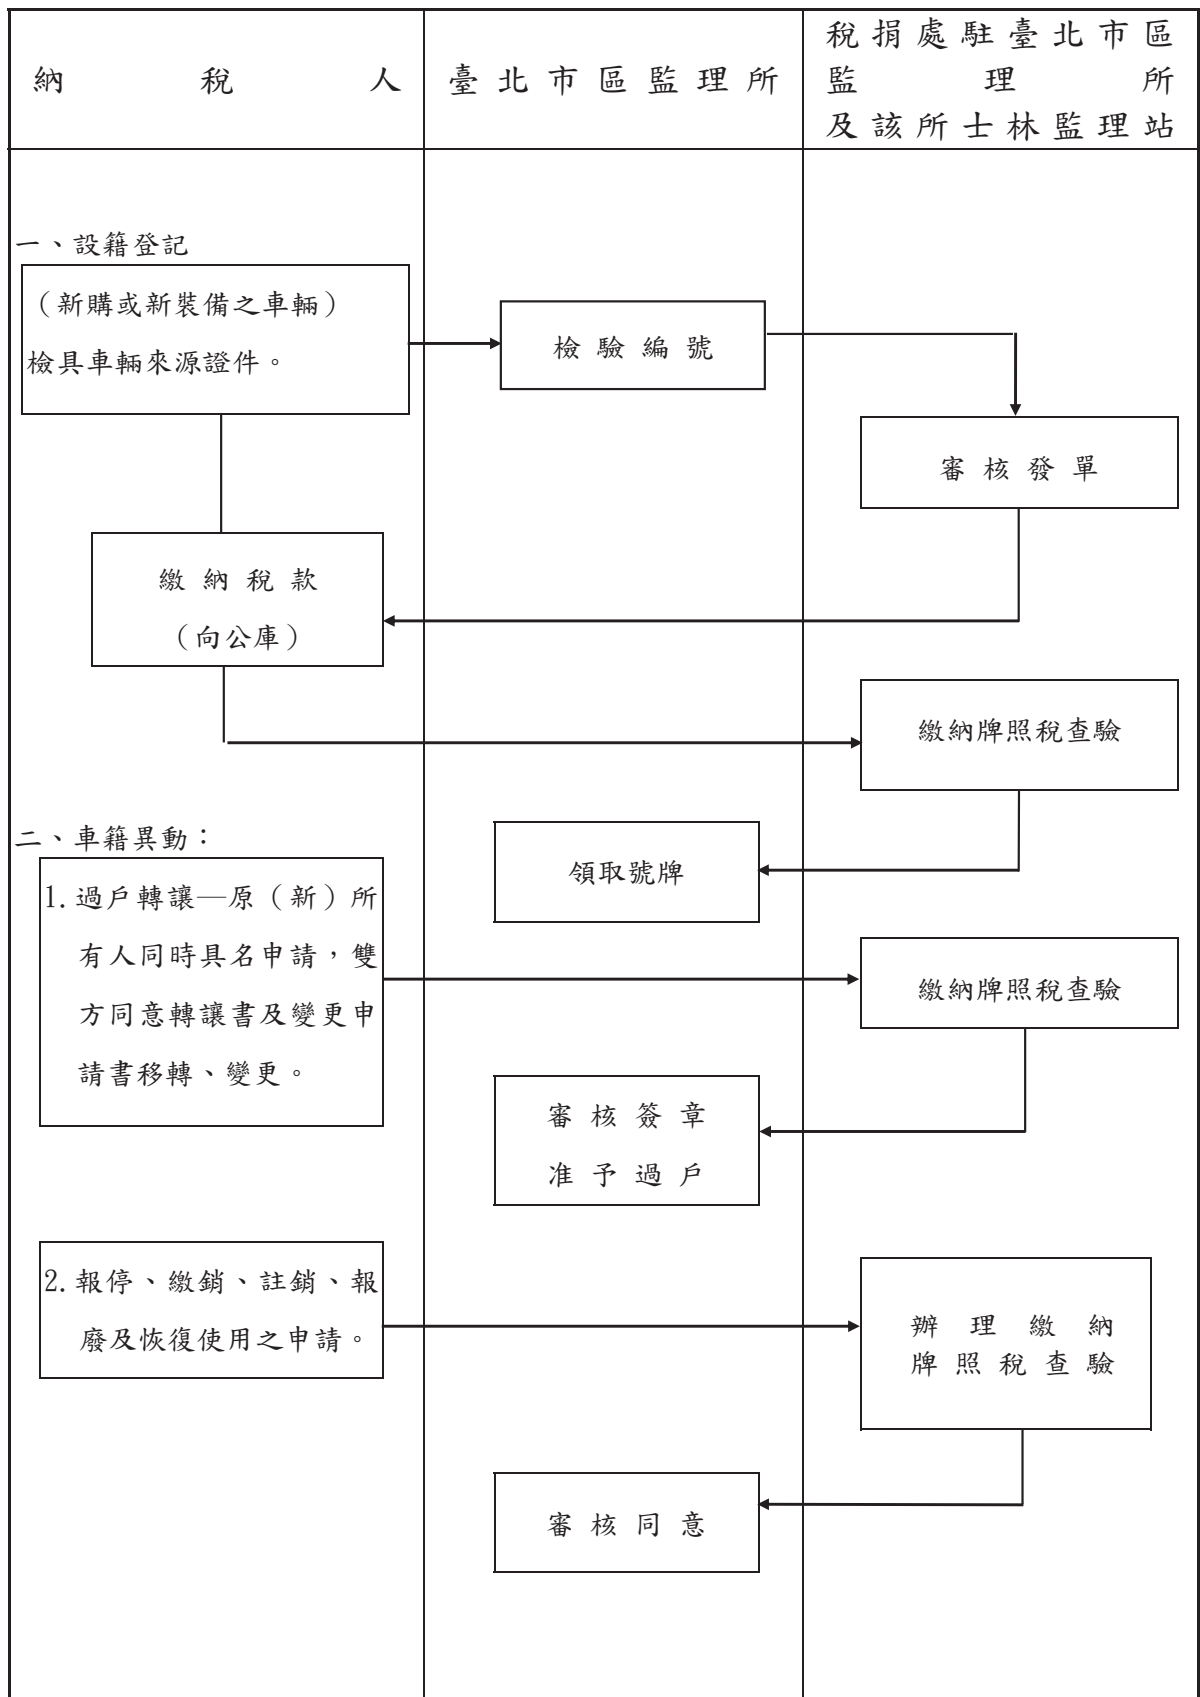 納稅人
臺北市區監理所
稅捐處駐臺北市區
監理所
及該所士林監理站
一、設籍登記
（新購或新裝備之車輛）
檢具車輛來源證件。
檢驗編號
審核發單
繳納稅款
（向公庫）
繳納牌照稅查驗
領取號牌
二、車籍異動：
1.過戶轉讓—原（新）所
有人同時具名申請，雙
方同意轉讓書及變更申
請書移轉、變更。
繳納牌照稅查驗
審核簽章
准予過戶
2.報停、繳銷、註銷、報
廢及恢復使用之申請。
辦理繳納
牌照稅查驗
審核同意